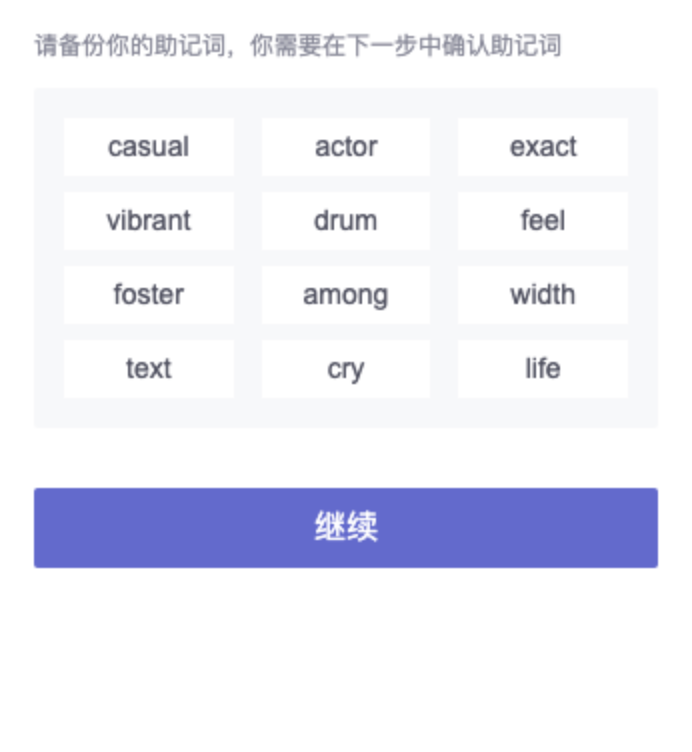 请备份你的助记词，你需要在下一步中确认助记词
casual actor exact
vibrant drum feel
foster among width
text cry life
继续